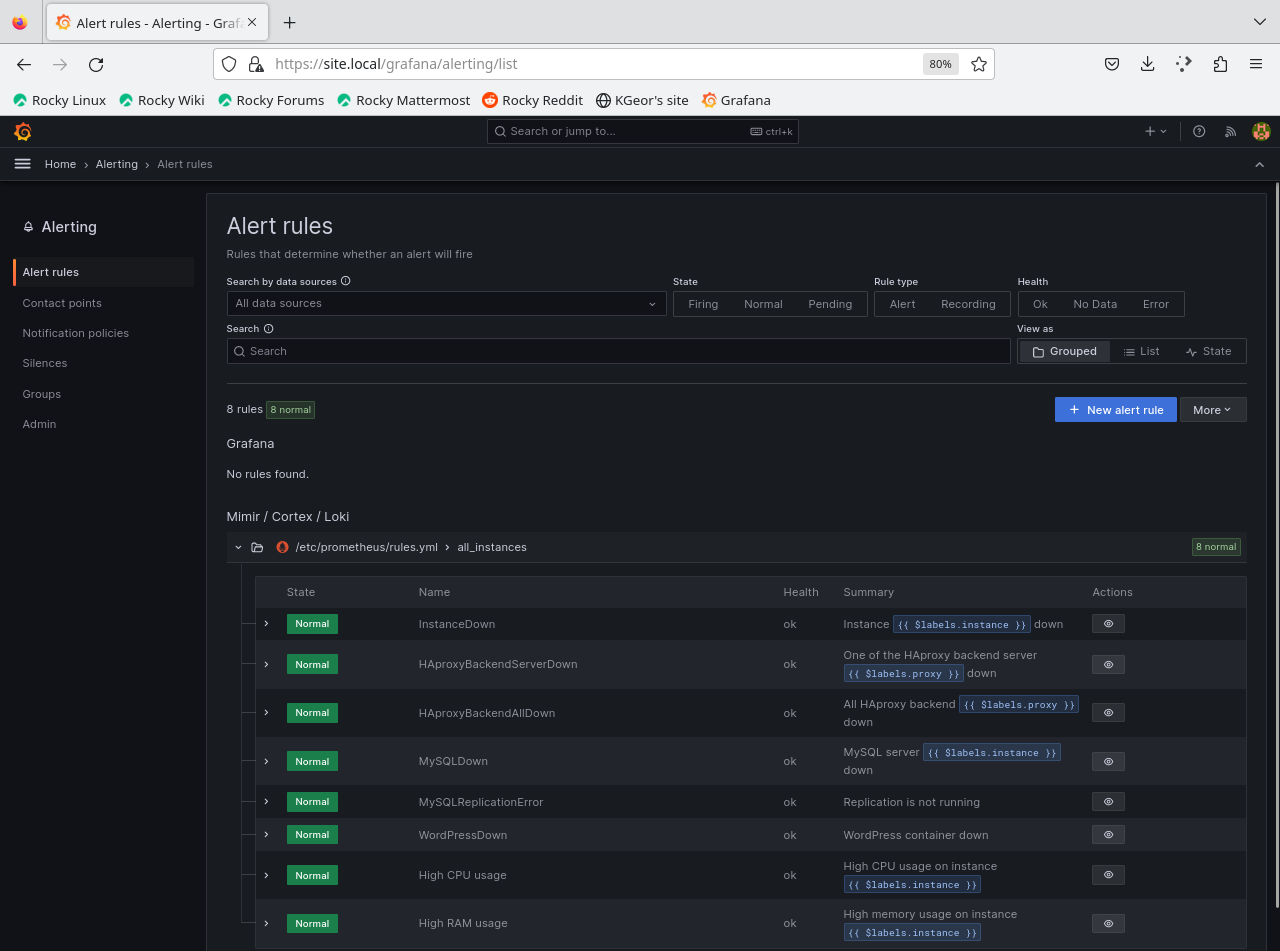 Alert rules - Alerting - Graf
https://site.local/grafana/alerting/list
80%
Rocky Linux Rocky Wiki Rocky Forums Rocky Mattermost Rocky Reddit KGeor's site Grafana
Search or jump to... ctrl+k
Home › Alerting › Alert rules
Alerting
Alert rules
Contact points
Notification policies
Silences
Groups
Admin
Alert rules
Rules that determine whether an alert will fire
Search by data sources State Rule type Health
All data sources Firing Normal Pending Alert Recording Ok No Data Error
Search View as
Search Grouped List State
8 rules 8 normal + New alert rule More
Grafana
No rules found.
Mimir / Cortex / Loki
/etc/prometheus/rules.yml › all_instances 8 normal
State Name Health Summary Actions
Normal InstanceDown ok Instance {{ $labels.instance }} down
Normal HAproxyBackendServerDown ok One of the HAproxy backend server
{{ $labels.proxy }} down
Normal HAproxyBackendAllDown ok All HAproxy backend {{ $labels.proxy }}
down
Normal MySQLDown ok MySQL server {{ $labels.instance }}
down
Normal MySQLReplicationError ok Replication is not running
Normal WordPressDown ok WordPress container down
Normal High CPU usage ok High CPU usage on instance
{{ $labels.instance }}
Normal High RAM usage ok High memory usage on instance
{{ $labels.instance }}